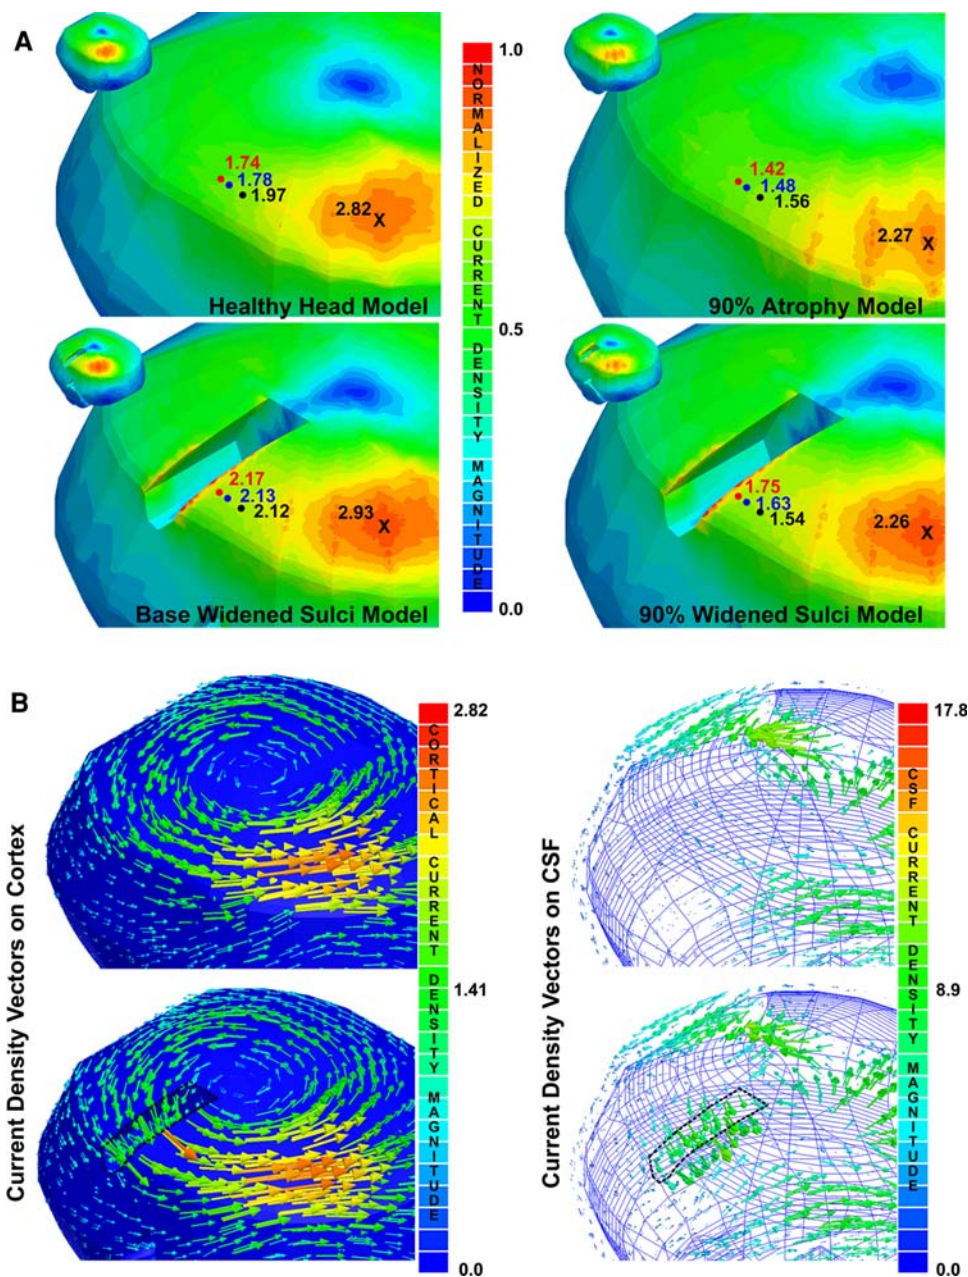 A
1.74
1.78
1.97
2.82
X
Healthy Head Model
1.0
NORMALIZED CURRENT DENSITY MAGNITUDE
0.5
0.0
1.42
1.48
1.56
2.27
X
90% Atrophy Model
2.17
2.13
2.12
2.93
X
Base Widened Sulci Model
1.75
1.63
1.54
2.26
X
90% Widened Sulci Model
B
Current Density Vectors on Cortex
2.82
CORTICAL CURRENT DENSITY MAGNITUDE
1.41
0.0
Current Density Vectors on CSF
17.8
CSF CURRENT DENSITY MAGNITUDE
8.9
0.0